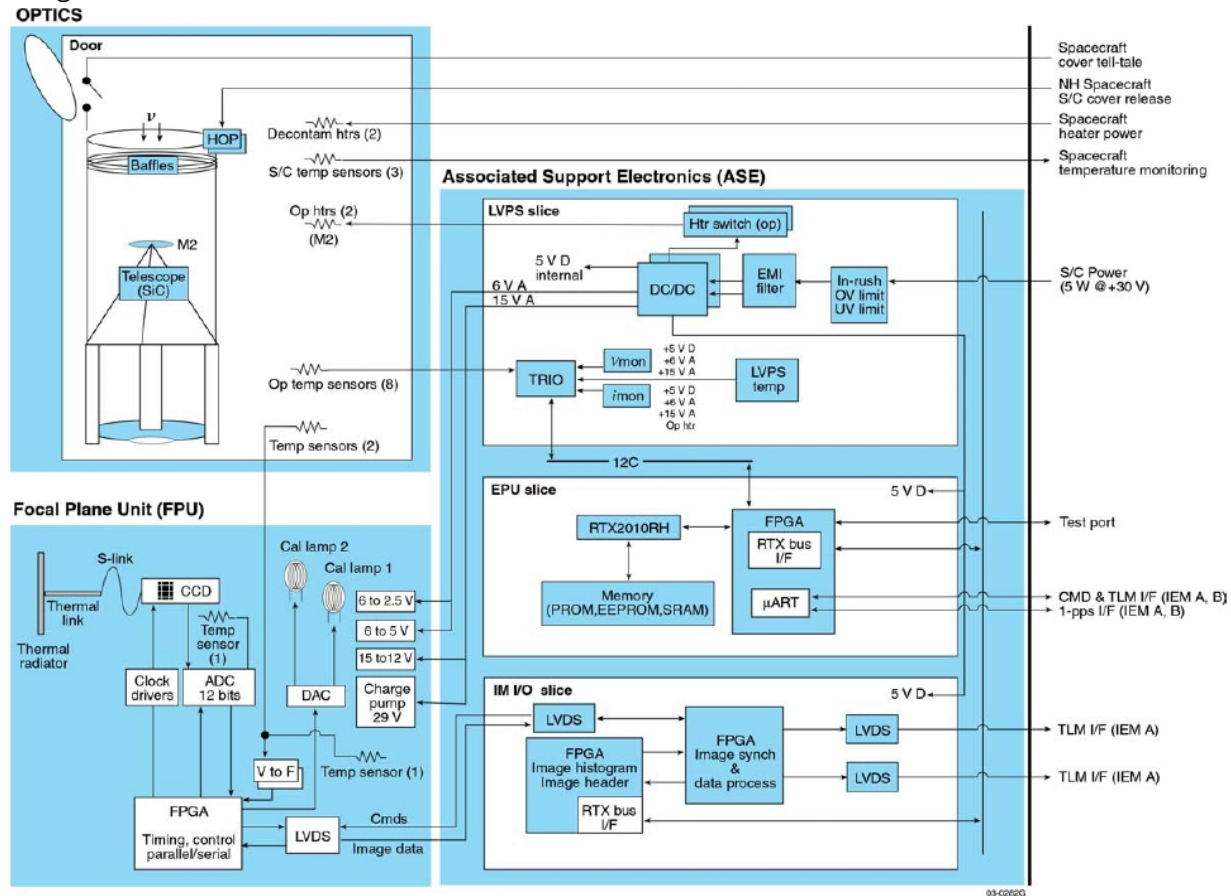 OPTICS
Door
ν
HOP
Baffles
M2
Telescope
(SiC)
Decontam htrs (2)
S/C temp sensors (3)
Op htrs (2)
(M2)
Op temp sensors (8)
Temp sensors (2)
Spacecraft
cover tell-tale
NH Spacecraft
S/C cover release
Spacecraft
heater power
Spacecraft
temperature monitoring
Associated Support Electronics (ASE)
LVPS slice
Htr switch (op)
5 V D
internal
6 V A
15 V A
DC/DC
EMI
filter
In-rush
OV limit
UV limit
S/C Power
(5 W @+30 V)
TRIO
Vmon
+5 V D
+6 V A
+15 V A
imon
+5 V D
+6 V A
+15 V A
Op htr
LVPS
temp
12C
EPU slice
5 V D
RTX2010RH
Memory
(PROM,EEPROM,SRAM)
FPGA
RTX bus
I/F
μART
Test port
CMD & TLM I/F (IEM A, B)
1-pps I/F (IEM A, B)
IM I/O slice
5 V D
LVDS
FPGA
Image histogram
Image header
RTX bus
I/F
FPGA
Image synch
&
data process
LVDS
LVDS
TLM I/F (IEM A)
TLM I/F (IEM A)
Focal Plane Unit (FPU)
S-link
CCD
Thermal
link
Thermal
radiator
Temp
sensor
(1)
Clock
drivers
ADC
12 bits
Cal lamp 2
Cal lamp 1
DAC
6 to 2.5 V
6 to 5 V
15 to12 V
Charge
pump
29 V
V to F
Temp sensor (1)
FPGA
Timing, control
parallel/serial
LVDS
Cmds
Image data
03-0282G